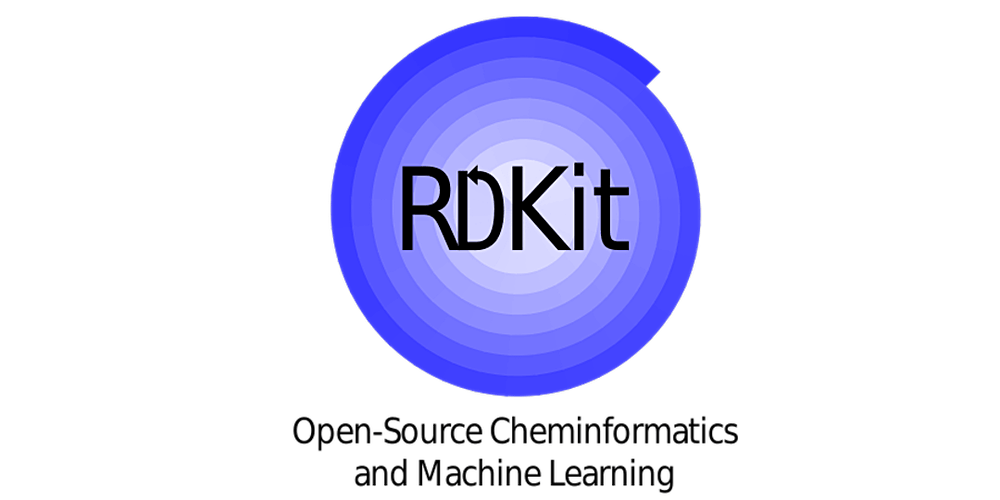 RDKit
Open-Source Cheminformatics
and Machine Learning